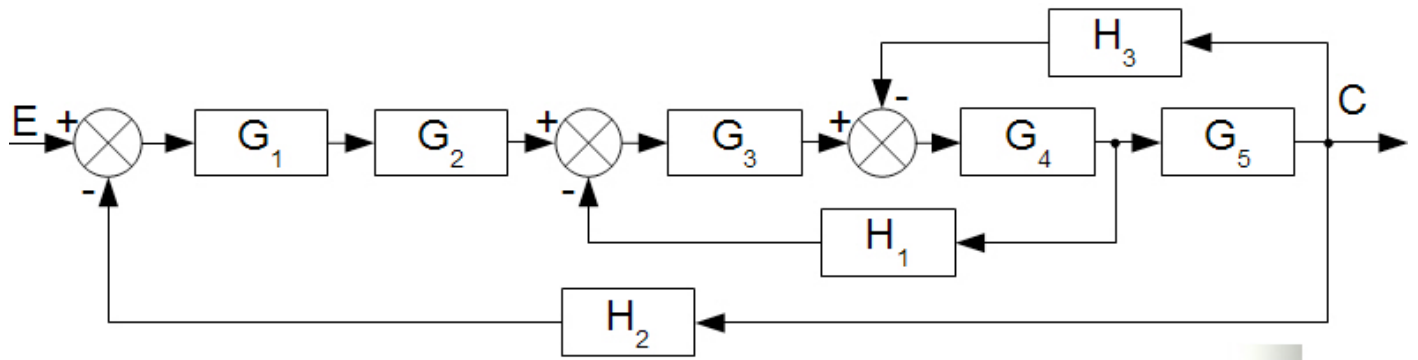 H₃
E + - + - + C
G₁ G₂ G₃ G₄ G₅
- -
H₁
H₂